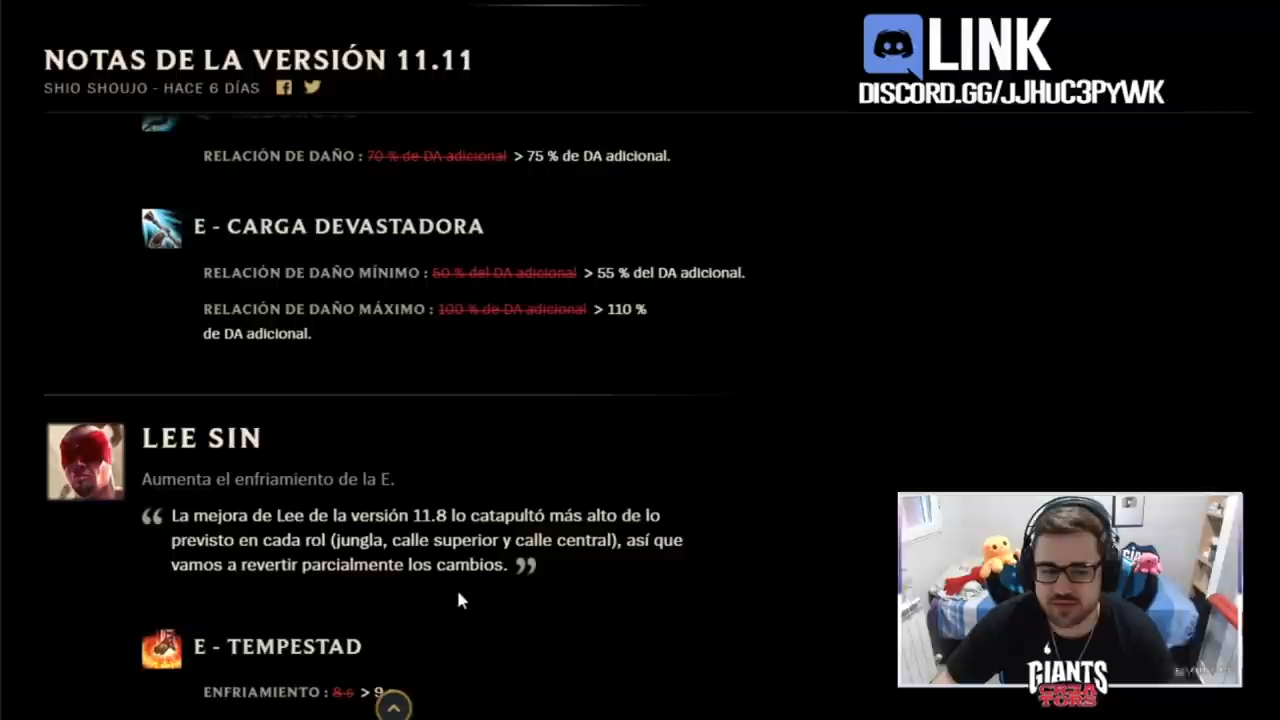 NOTAS DE LA VERSIÓN 11.11
SHIO SHOUJO - HACE 6 DÍAS
LINK
DISCORD.GG/JJHUC3PYWK
RELACIÓN DE DAÑO : 70 % de DA adicional > 75 % de DA adicional.
E - CARGA DEVASTADORA
RELACIÓN DE DAÑO MÍNIMO : 50 % del DA adicional > 55 % del DA adicional.
RELACIÓN DE DAÑO MÁXIMO : 100 % de DA adicional > 110 %
de DA adicional.
LEE SIN
Aumenta el enfriamiento de la E.
“ La mejora de Lee de la versión 11.8 lo catapultó más alto de lo
previsto en cada rol (jungla, calle superior y calle central), así que
vamos a revertir parcialmente los cambios. ”
E - TEMPESTAD
ENFRIAMIENTO : 8 s > 9
GIANTS
CREATORS